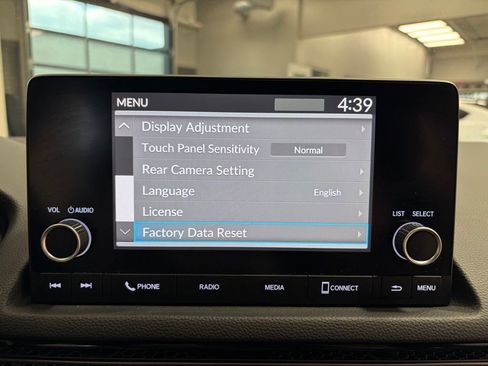 MENU 4:39
Display Adjustment
Touch Panel Sensitivity Normal
Rear Camera Setting
Language English
License
Factory Data Reset
VOL AUDIO
LIST SELECT
PHONE RADIO MEDIA CONNECT MENU